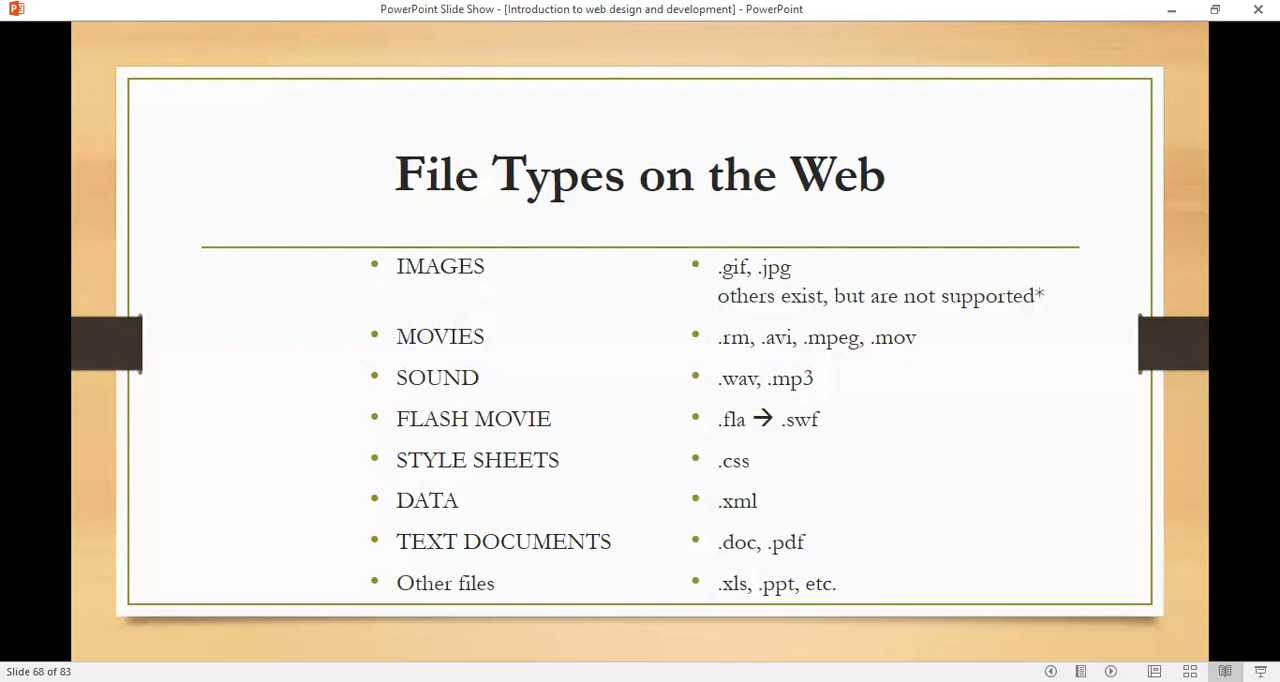 PowerPoint Slide Show - [Introduction to web design and development] - PowerPoint
File Types on the Web
• IMAGES
• .gif, .jpg
others exist, but are not supported*
• MOVIES
• .rm, .avi, .mpeg, .mov
• SOUND
• .wav, .mp3
• FLASH MOVIE
• .fla → .swf
• STYLE SHEETS
• .css
• DATA
• .xml
• TEXT DOCUMENTS
• .doc, .pdf
• Other files
• .xls, .ppt, etc.
Slide 68 of 83